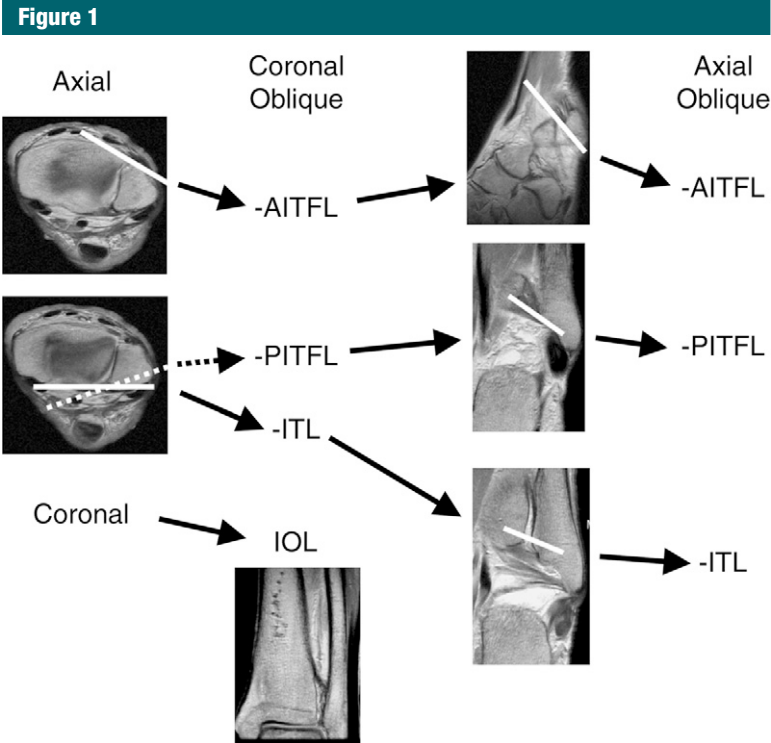 Figure 1
Axial
Coronal
Oblique
Axial
Oblique
-AITFL
-AITFL
-PITFL
-PITFL
-ITL
Coronal
IOL
-ITL